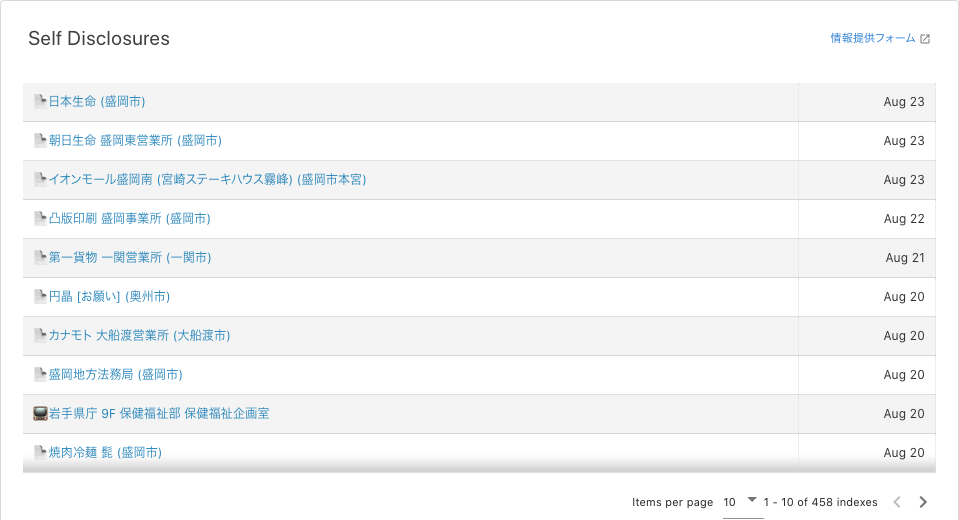 Self Disclosures
情報提供フォーム
日本生命 (盛岡市) Aug 23
朝日生命 盛岡東営業所 (盛岡市) Aug 23
イオンモール盛岡南 (宮崎ステーキハウス霧峰) (盛岡市本宮) Aug 23
凸版印刷 盛岡事業所 (盛岡市) Aug 22
第一貨物 一関営業所 (一関市) Aug 21
円晶 [お願い] (奥州市) Aug 20
カナモト 大船渡営業所 (大船渡市) Aug 20
盛岡地方法務局 (盛岡市) Aug 20
岩手県庁 9F 保健福祉部 保健福祉企画室 Aug 20
焼肉冷麺 髭 (盛岡市) Aug 20
Items per page 10 1 - 10 of 458 indexes